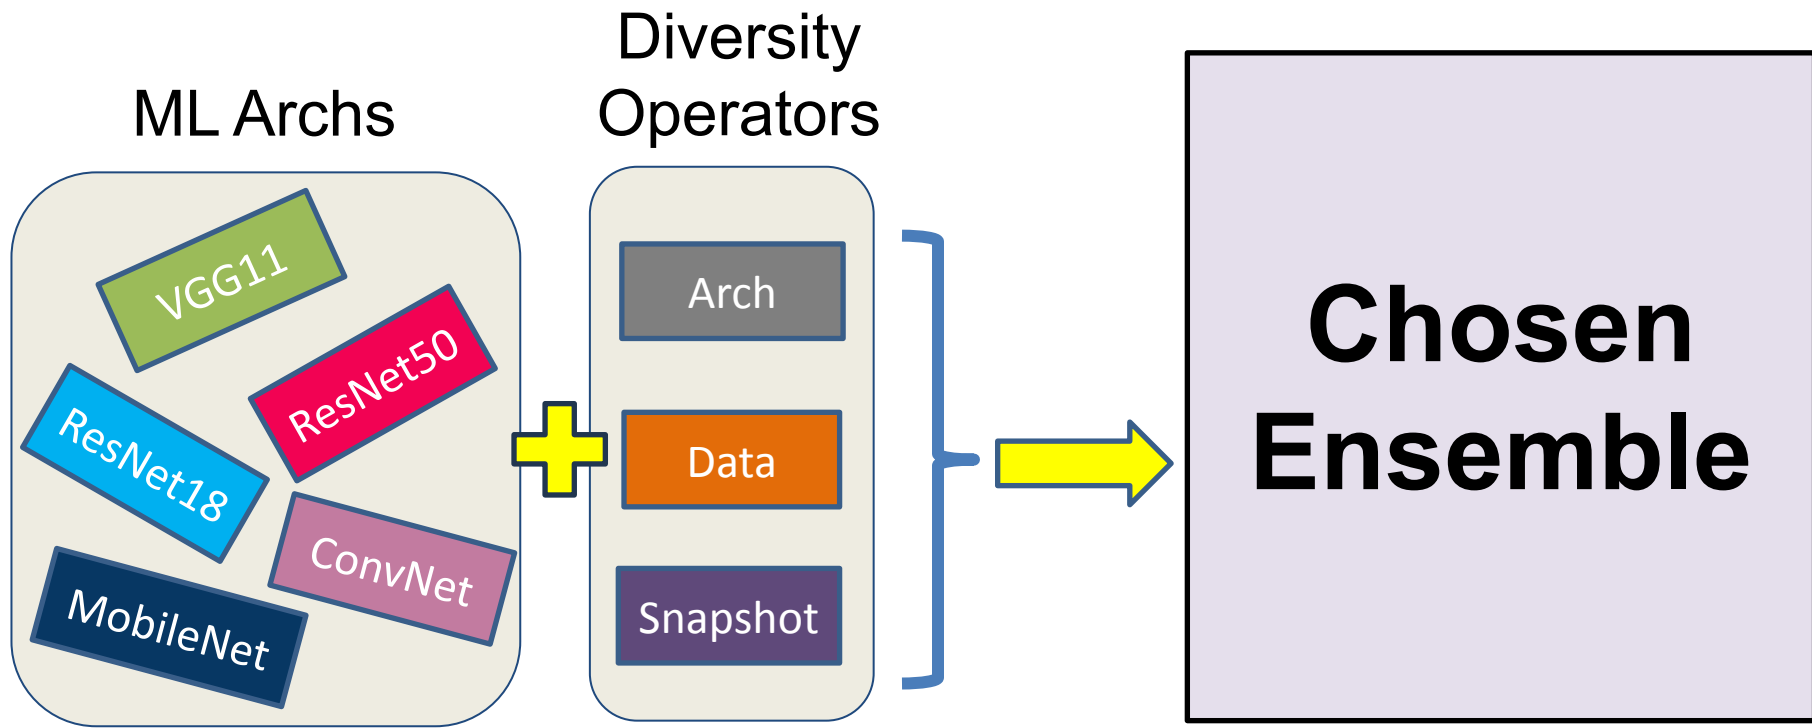 ML Archs
VGG11
ResNet50
ResNet18
ConvNet
MobileNet
Diversity
Operators
Arch
Data
Snapshot
Chosen
Ensemble